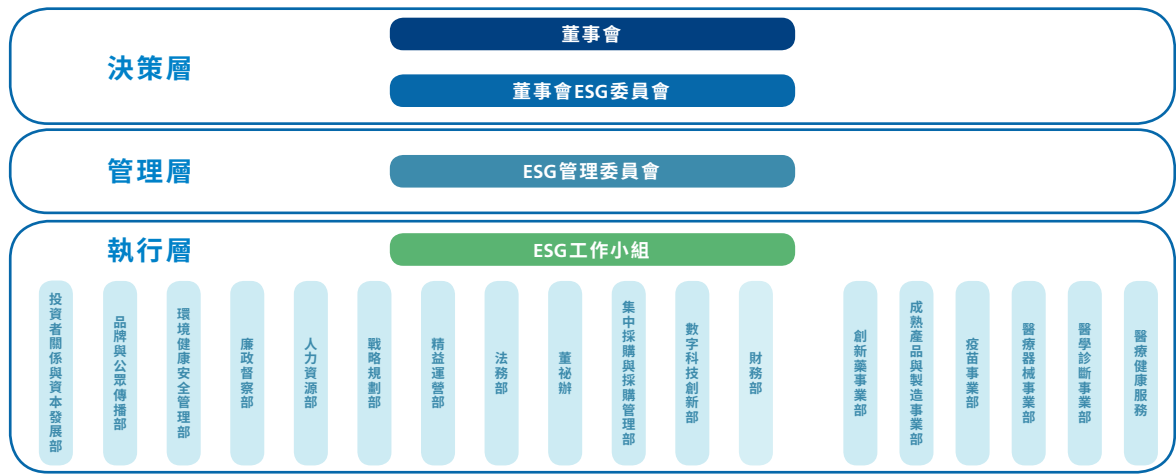 決策層
董事會
董事會ESG委員會
管理層
ESG管理委員會
執行層
ESG工作小組
投資者關係與資本發展部
品牌與公眾傳播部
環境健康安全管理部
廉政督察部
人力資源部
戰略規劃部
精益運營部
法務部
董祕辦
集中採購與採購管理部
數字科技創新部
財務部
創新藥事業部
成熟產品與製造事業部
疫苗事業部
醫療器械事業部
醫學診斷事業部
醫療健康服務